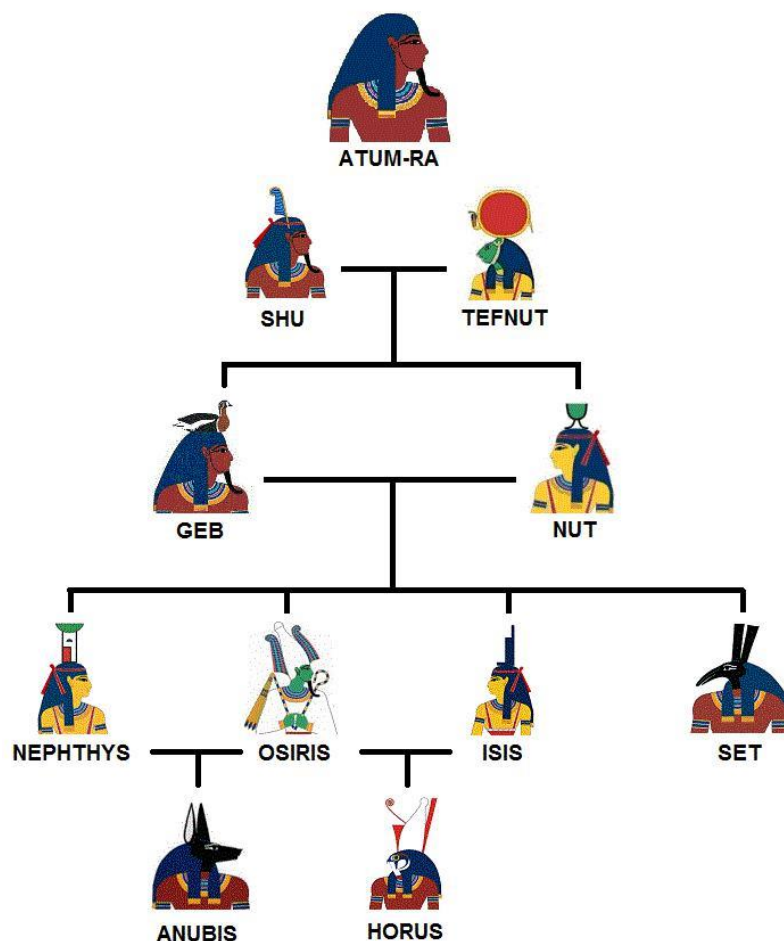 ATUM-RA
SHU
TEFNUT
GEB
NUT
NEPHTHYS
OSIRIS
ISIS
SET
ANUBIS
HORUS